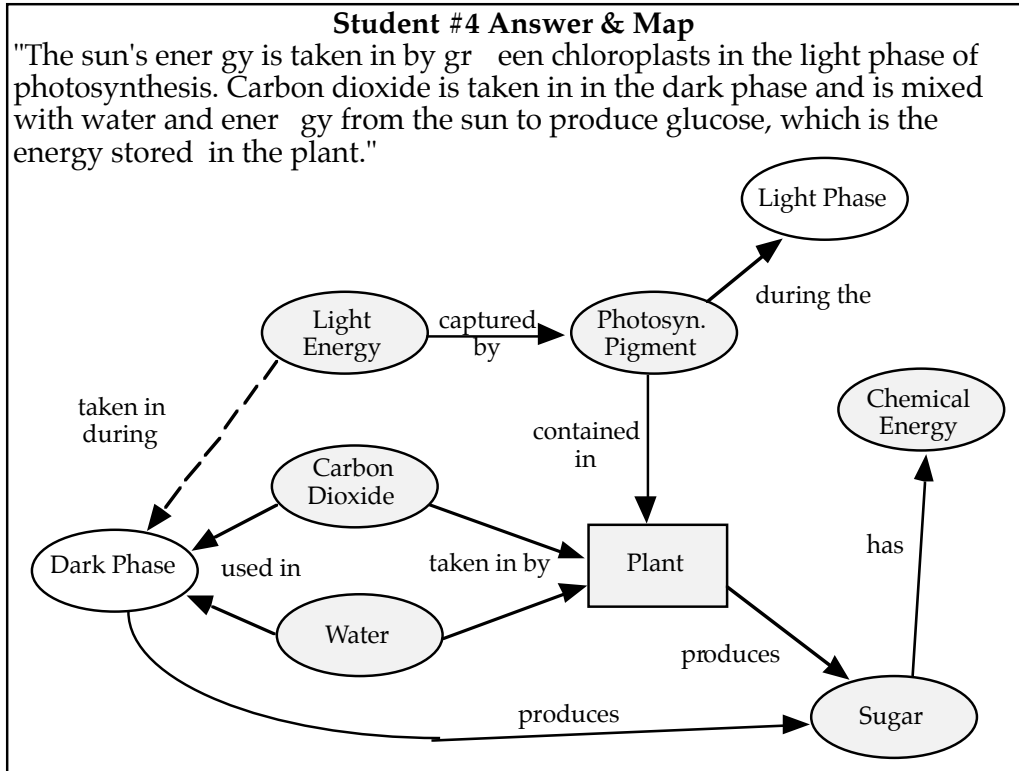 Student #4 Answer & Map
"The sun's ener gy is taken in by gr een chloroplasts in the light phase of
photosynthesis. Carbon dioxide is taken in in the dark phase and is mixed
with water and ener gy from the sun to produce glucose, which is the
energy stored in the plant."
Light Phase
during the
Light
Energy
captured
by
Photosyn.
Pigment
Chemical
Energy
taken in
during
contained
in
Carbon
Dioxide
has
Dark Phase
used in
taken in by
Plant
Water
produces
produces
Sugar